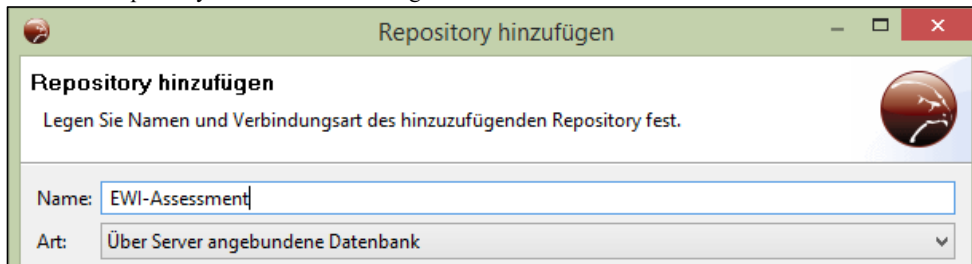 Repository hinzufügen
Repository hinzufügen
Legen Sie Namen und Verbindungsart des hinzuzufügenden Repository fest.
Name: EWI-Assessment
Art: Über Server angebundene Datenbank